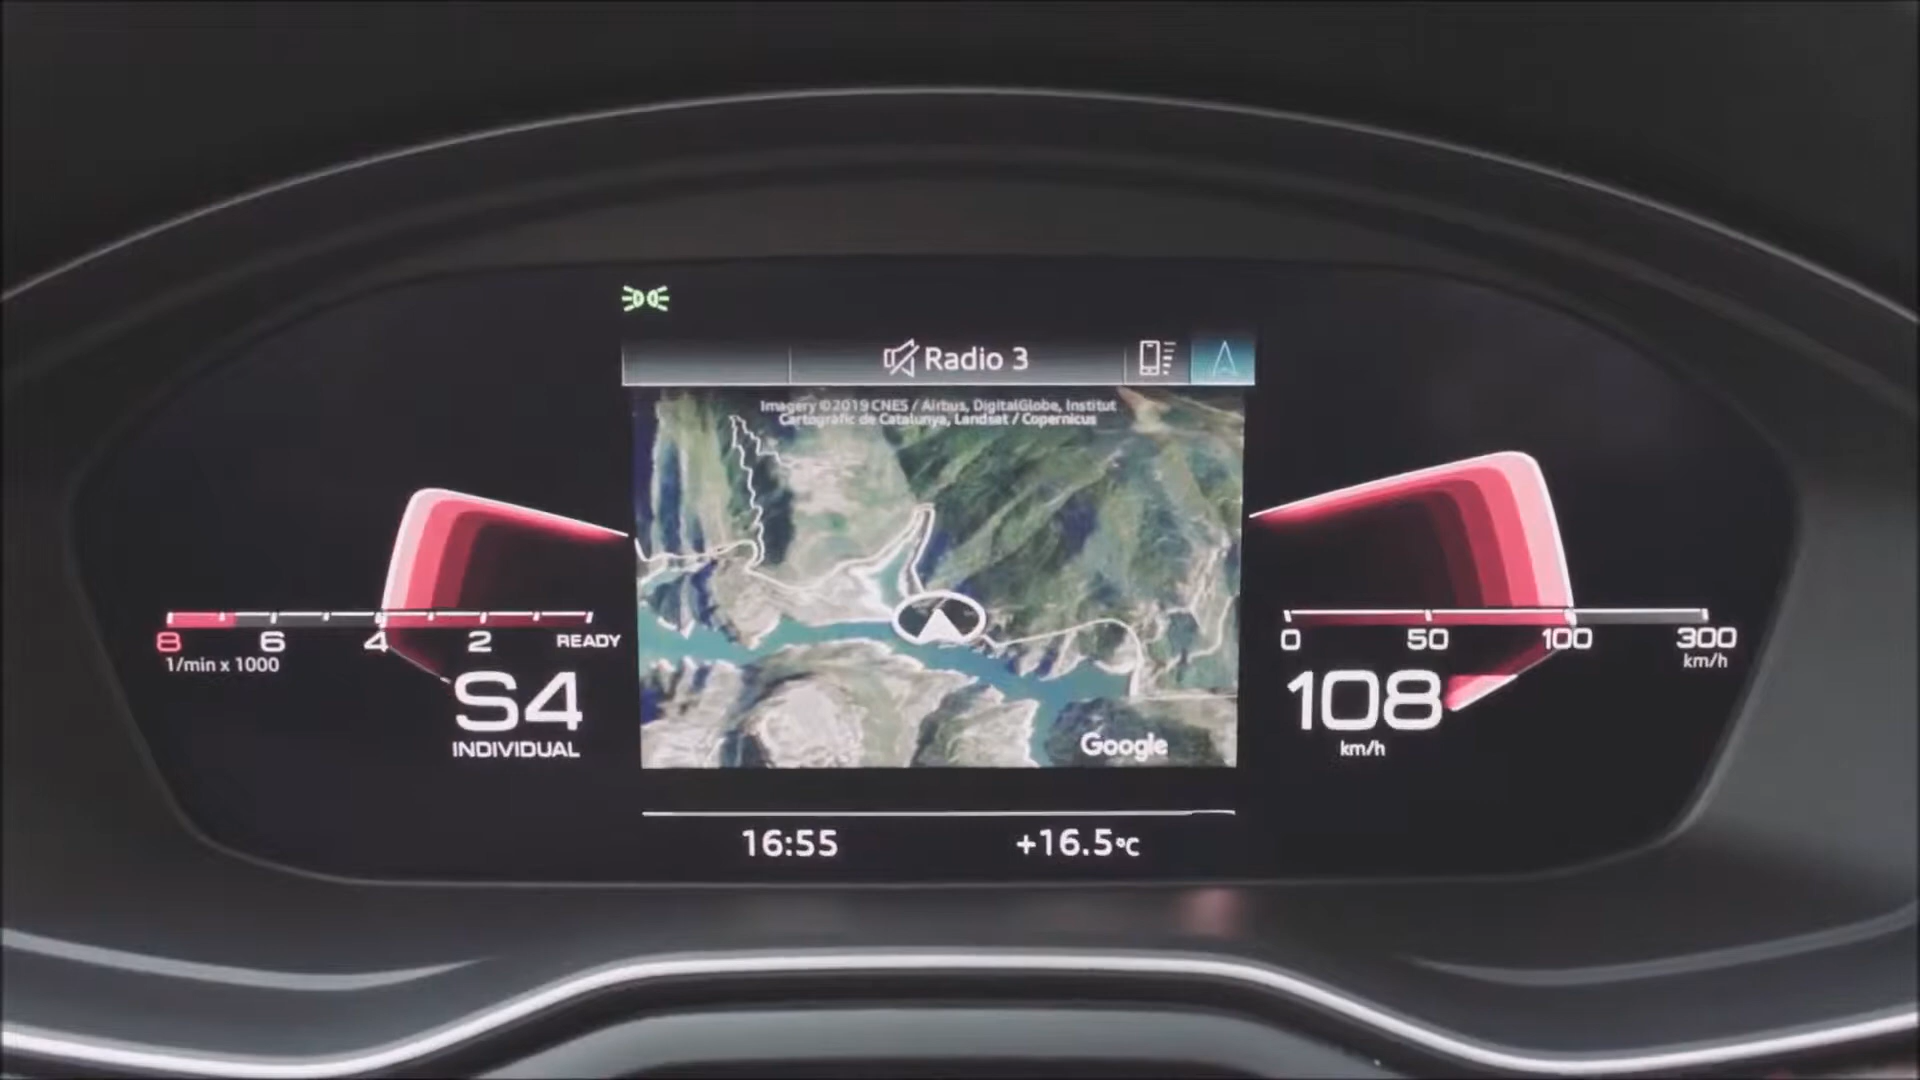 Radio 3
Imagery ©2019 CNES / Airbus, DigitalGlobe, Institut
Cartogràfic de Catalunya, Landsat / Copernicus
8 6 4 2 READY
1/min x 1000
S4
INDIVIDUAL
Google
0 50 100 300
km/h
108
km/h
16:55 +16.5°C